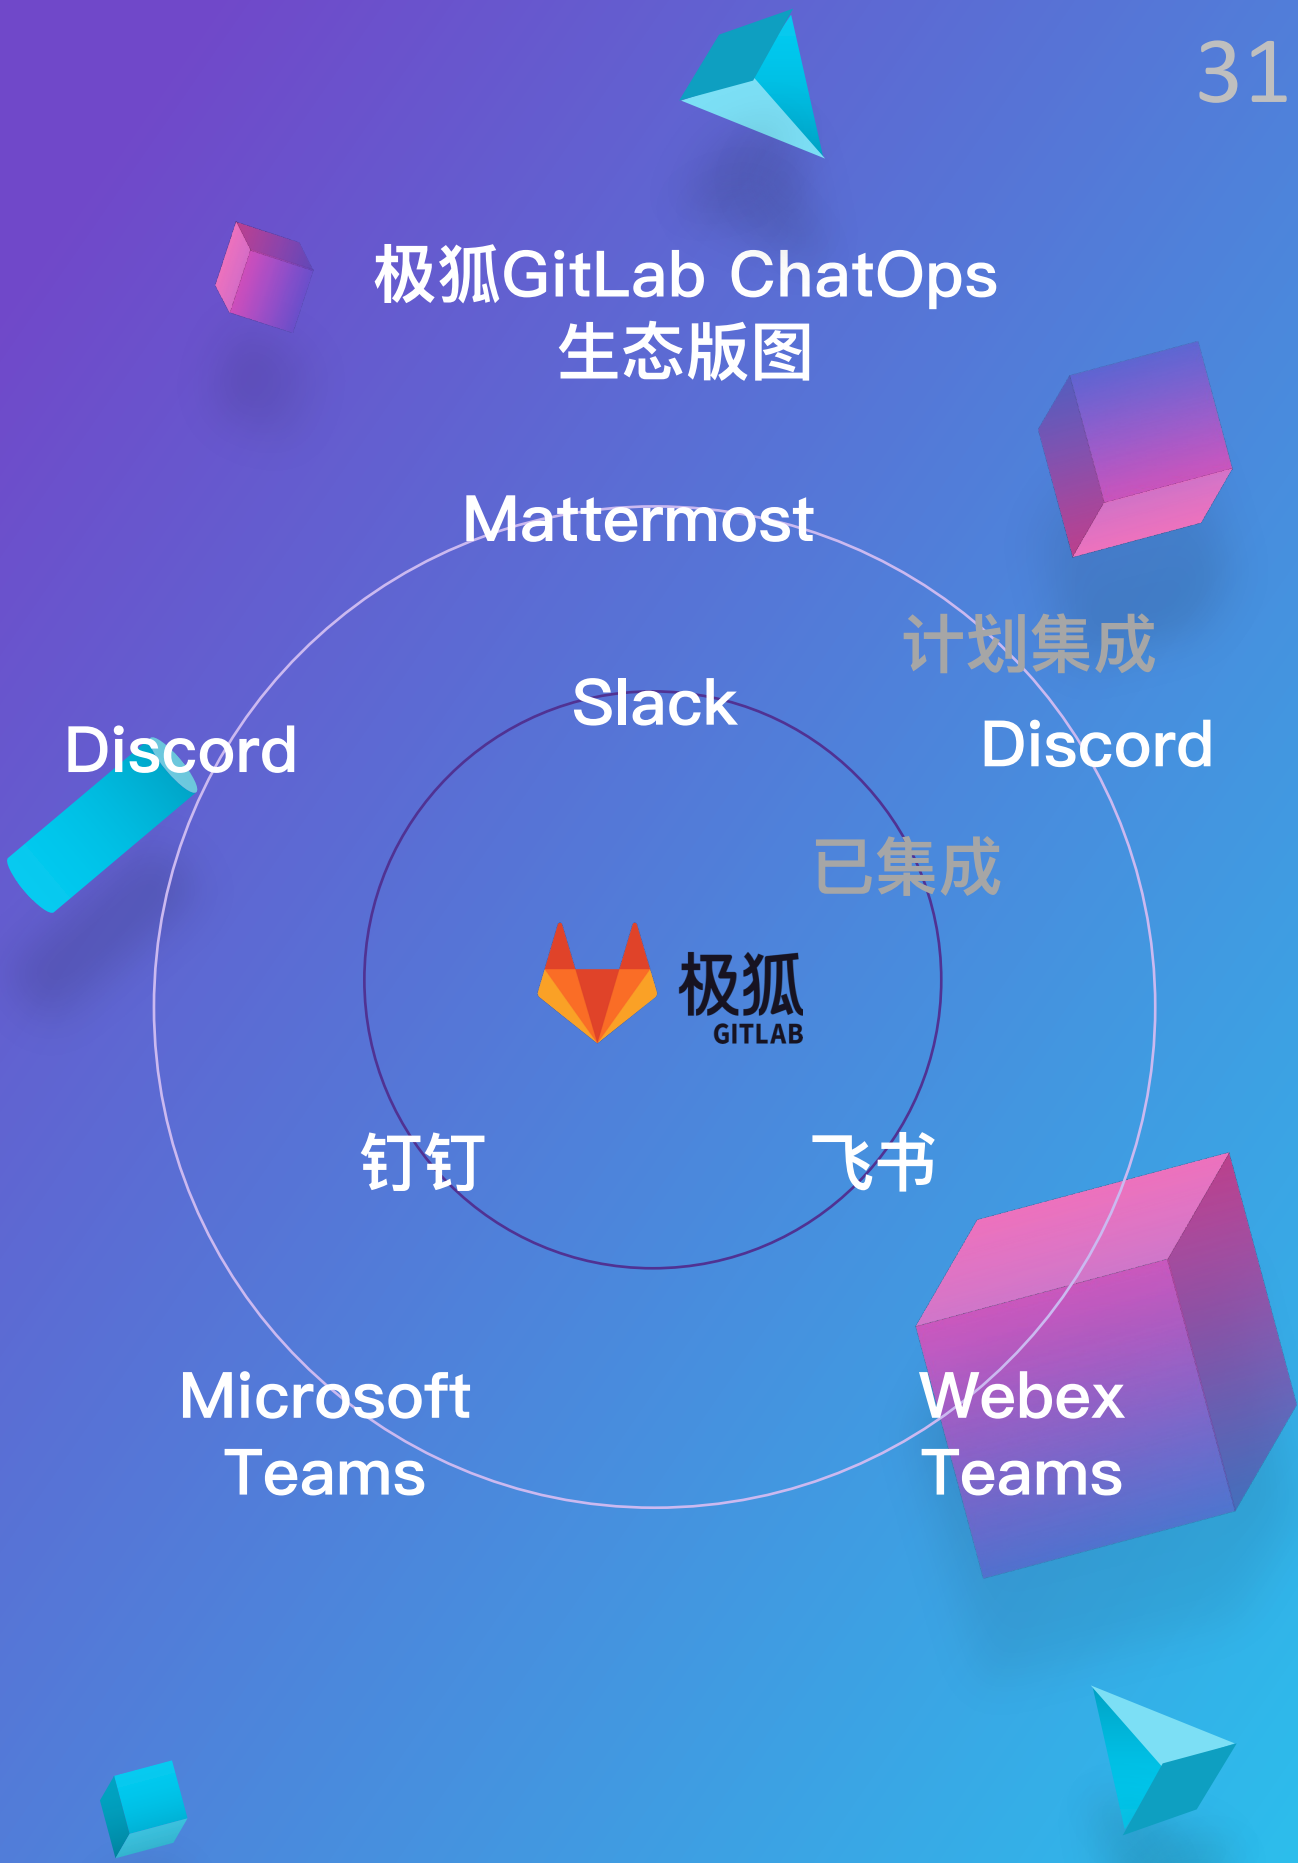 31
极狐GitLab ChatOps
生态版图
Mattermost
计划集成
Slack
Discord
Discord
已集成
极狐
GITLAB
钉钉
飞书
Microsoft
Teams
Webex
Teams